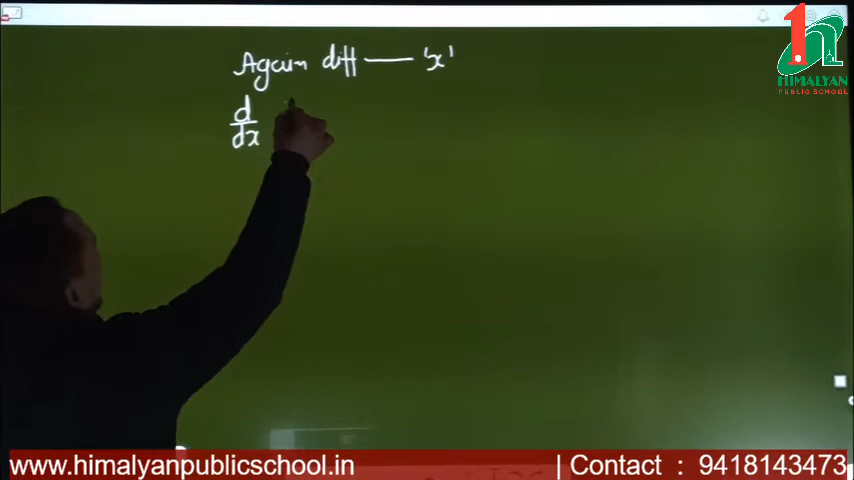 Again diff — 'x'
d/dx
HIMALYAN
PUBLIC SCHOOL
www.himalyanpublicschool.in | Contact : 9418143473